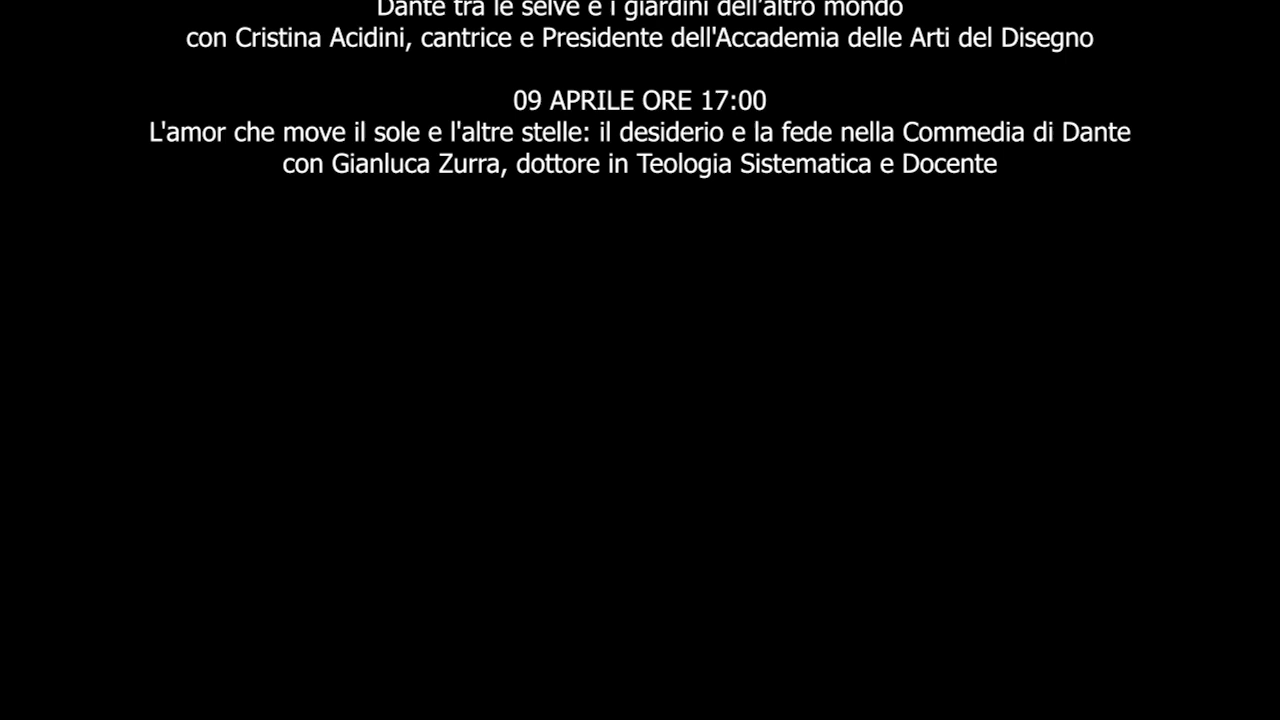 Dante tra le selve e i giardini dell'altro mondo
con Cristina Acidini, cantrice e Presidente dell'Accademia delle Arti del Disegno
09 APRILE ORE 17:00
L'amor che move il sole e l'altre stelle: il desiderio e la fede nella Commedia di Dante
con Gianluca Zurra, dottore in Teologia Sistematica e Docente